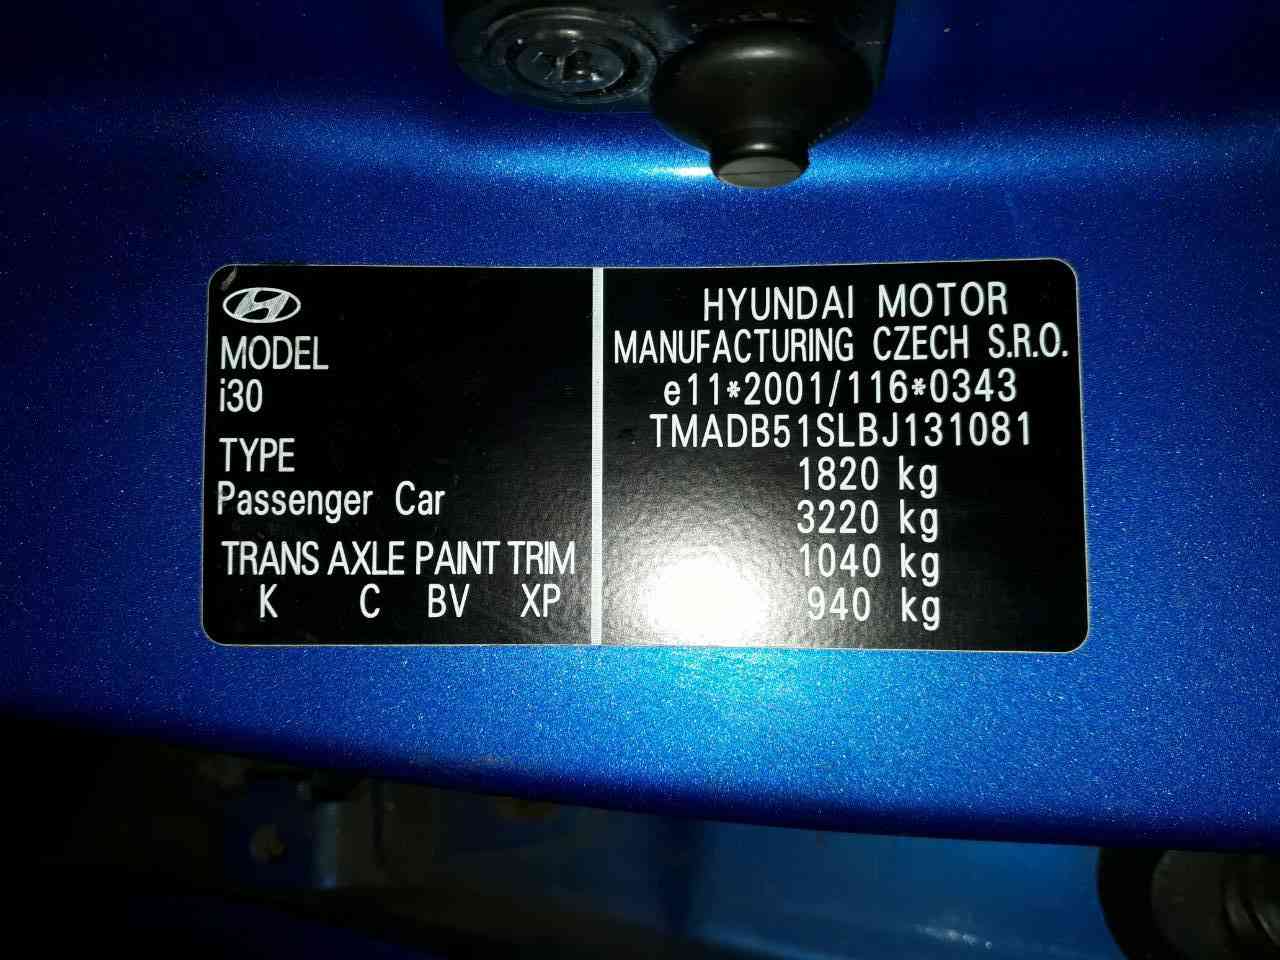 MODEL
i30
TYPE
Passenger Car
TRANS AXLE PAINT TRIM
K C BV XP
HYUNDAI MOTOR
MANUFACTURING CZECH S.R.O.
e11*2001/116*0343
TMADB51SLBJ131081
1820 kg
3220 kg
1040 kg
940 kg